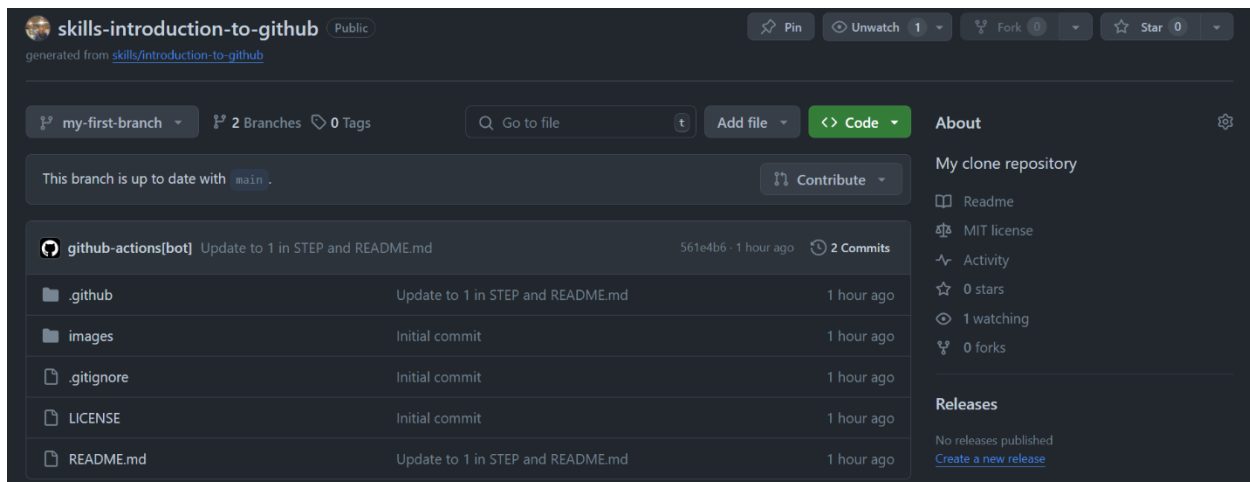 skills-introduction-to-github Public
Pin Unwatch 1 Fork 0 Star 0
generated from skills/introduction-to-github
my-first-branch 2 Branches 0 Tags Go to file t Add file <> Code
This branch is up to date with main .
Contribute
github-actions[bot] Update to 1 in STEP and README.md 561e4b6 · 1 hour ago 2 Commits
.github Update to 1 in STEP and README.md 1 hour ago
images Initial commit 1 hour ago
.gitignore Initial commit 1 hour ago
LICENSE Initial commit 1 hour ago
README.md Update to 1 in STEP and README.md 1 hour ago
About
My clone repository
Readme
MIT license
Activity
0 stars
1 watching
0 forks
Releases
No releases published
Create a new release